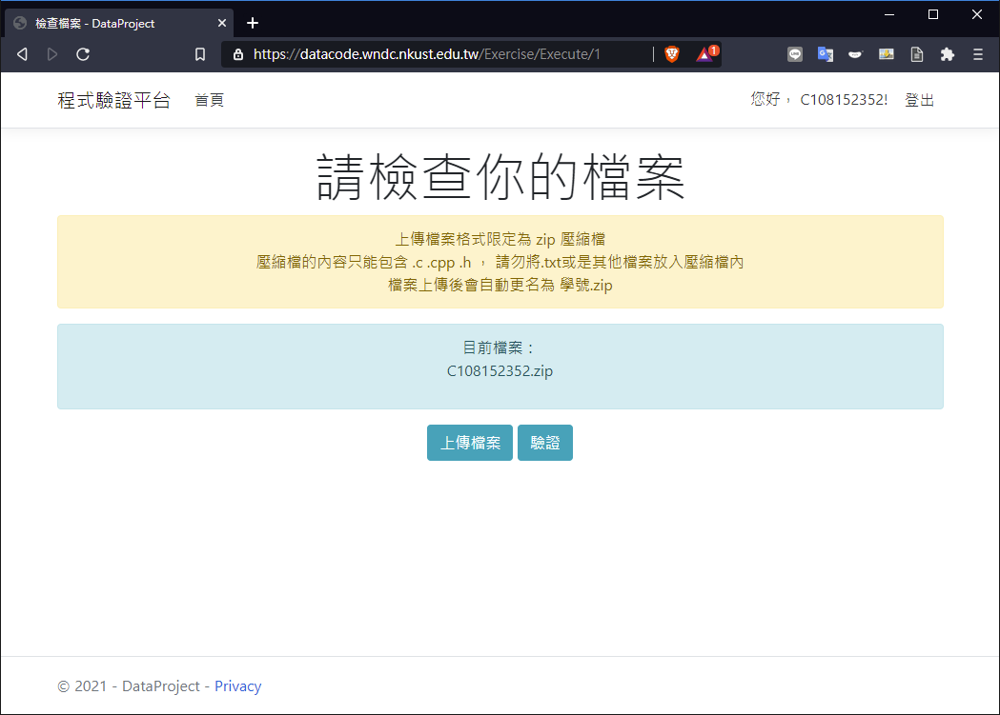 檢查檔案 - DataProject
https://datacode.wndc.nkust.edu.tw/Exercise/Execute/1
1
程式驗證平台 首頁 您好， C108152352! 登出
請檢查你的檔案
上傳檔案格式限定為 zip 壓縮檔
壓縮檔的內容只能包含 .c .cpp .h ， 請勿將.txt或是其他檔案放入壓縮檔內
檔案上傳後會自動更名為 學號.zip
目前檔案：
C108152352.zip
上傳檔案 驗證
© 2021 - DataProject - Privacy